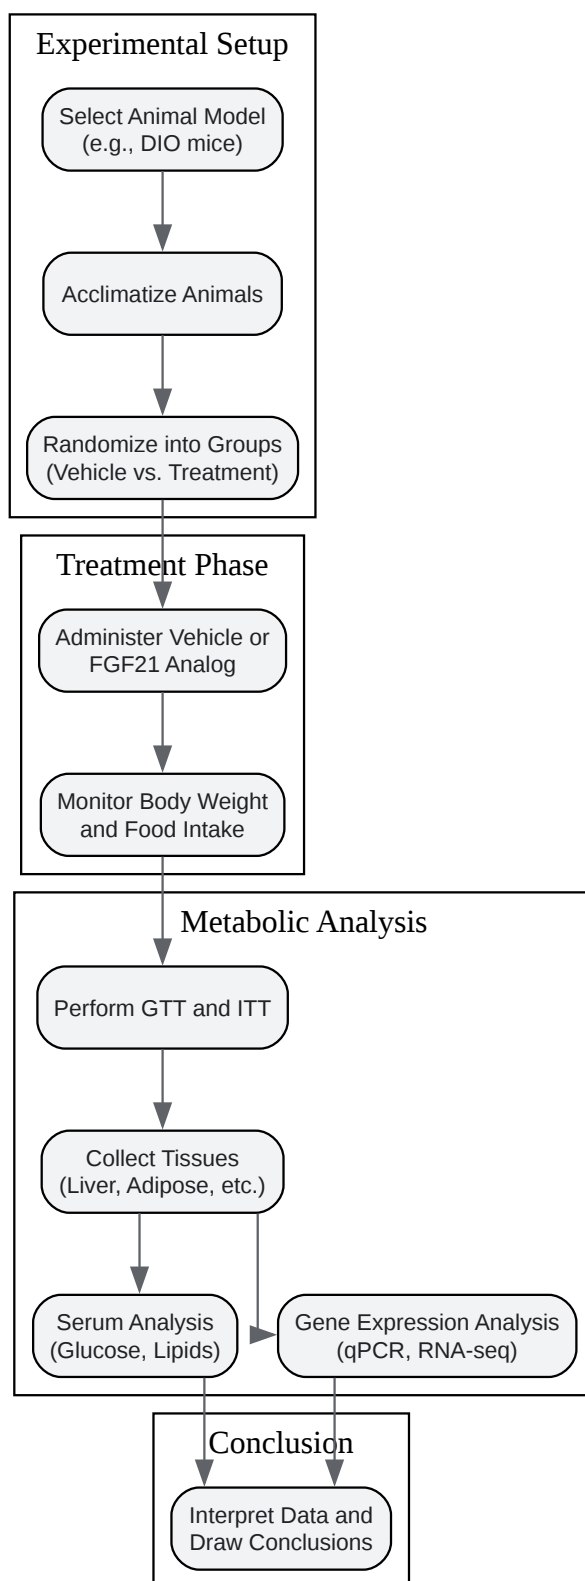 Experimental Setup
Select Animal Model
(e.g., DIO mice)
Acclimatize Animals
Randomize into Groups
(Vehicle vs. Treatment)
Treatment Phase
Administer Vehicle or
FGF21 Analog
Monitor Body Weight
and Food Intake
Metabolic Analysis
Perform GTT and ITT
Collect Tissues
(Liver, Adipose, etc.)
Serum Analysis
(Glucose, Lipids)
Gene Expression Analysis
(qPCR, RNA-seq)
Conclusion
Interpret Data and
Draw Conclusions